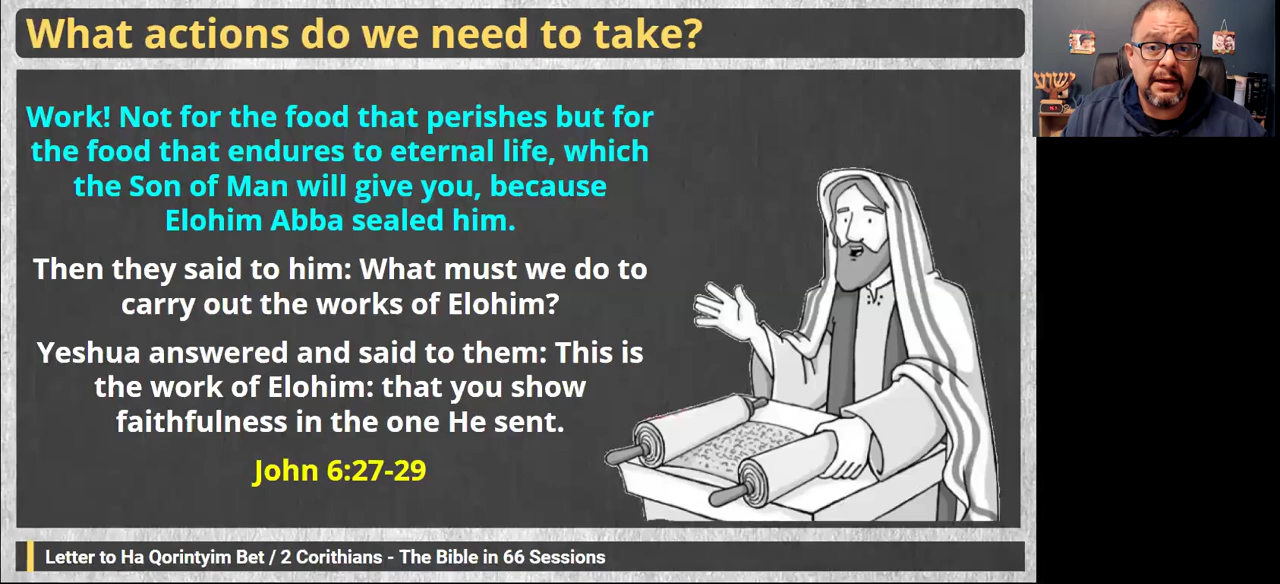 What actions do we need to take?
Work! Not for the food that perishes but for
the food that endures to eternal life, which
the Son of Man will give you, because
Elohim Abba sealed him.
Then they said to him: What must we do to
carry out the works of Elohim?
Yeshua answered and said to them: This is
the work of Elohim: that you show
faithfulness in the one He sent.
John 6:27-29
Letter to Ha Qorintyim Bet / 2 Corithians - The Bible in 66 Sessions